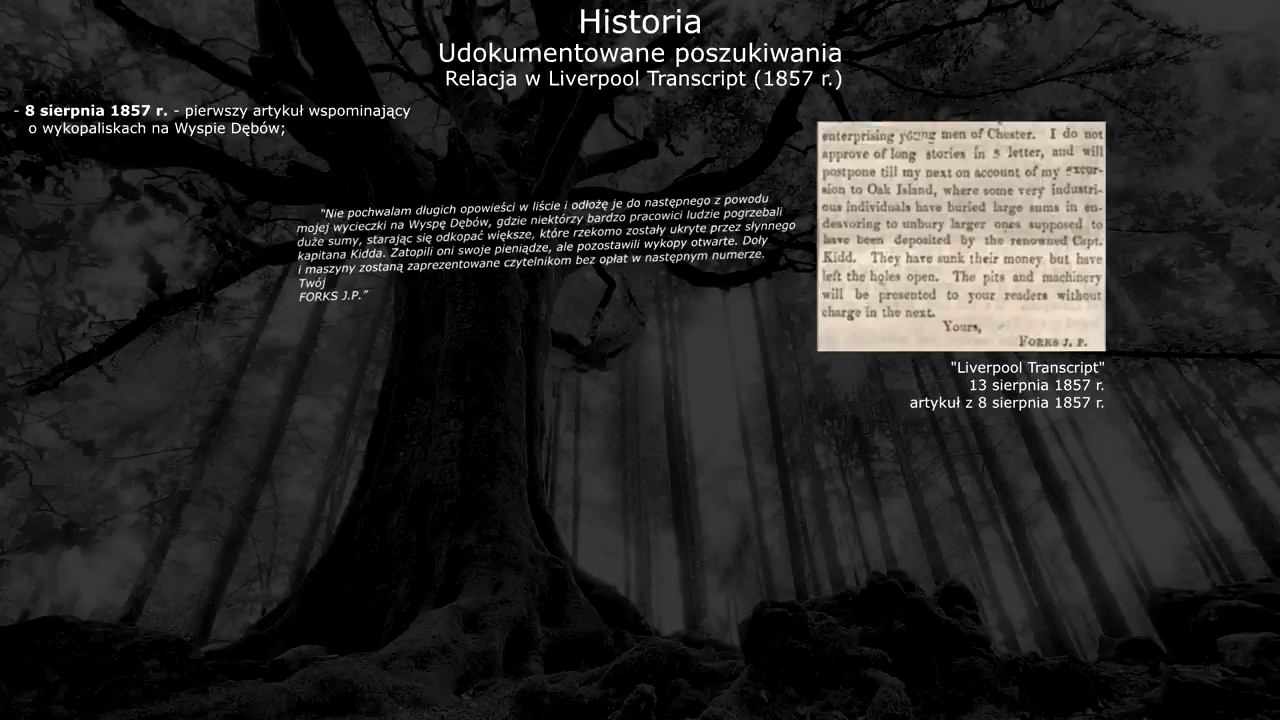 Historia
Udokumentowane poszukiwania
Relacja w Liverpool Transcript (1857 r.)
- 8 sierpnia 1857 r. - pierwszy artykuł wspominający
o wykopaliskach na Wyspie Dębów;
"Nie pochwalam długich opowieści w liście i odłożę je do następnego z powodu
mojej wycieczki na Wyspę Dębów, gdzie niektórzy bardzo pracowici ludzie pogrzebali
duże sumy, starając się odkopać większe, które rzekomo zostały ukryte przez słynnego
kapitana Kidda. Zatopili oni swoje pieniądze, ale pozostawili wykopy otwarte. Doły
i maszyny zostaną zaprezentowane czytelnikom bez opłat w następnym numerze.
Twój
FORKS J.P."
enterprising young men of Chester. I do not
approve of long stories in a letter, and will
postpone till my next on account of my excur-
sion to Oak Island, where some very industri-
ous individuals have buried large sums in en-
deavoring to unbury larger ones supposed to
have been deposited by the renowned Capt.
Kidd. They have sunk their money but have
left the holes open. The pits and machinery
will be presented to your readers without
charge in the next.
Yours,
FORKS J. P.
"Liverpool Transcript"
13 sierpnia 1857 r.
artykuł z 8 sierpnia 1857 r.